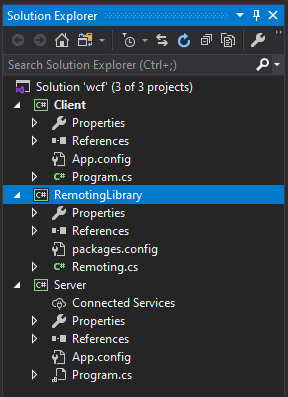 Solution Explorer
Search Solution Explorer (Ctrl+;)
Solution 'wcf' (3 of 3 projects)
C# Client
Properties
References
App.config
C# Program.cs
C# RemotingLibrary
Properties
References
packages.config
C# Remoting.cs
C# Server
Connected Services
Properties
References
App.config
Program.cs